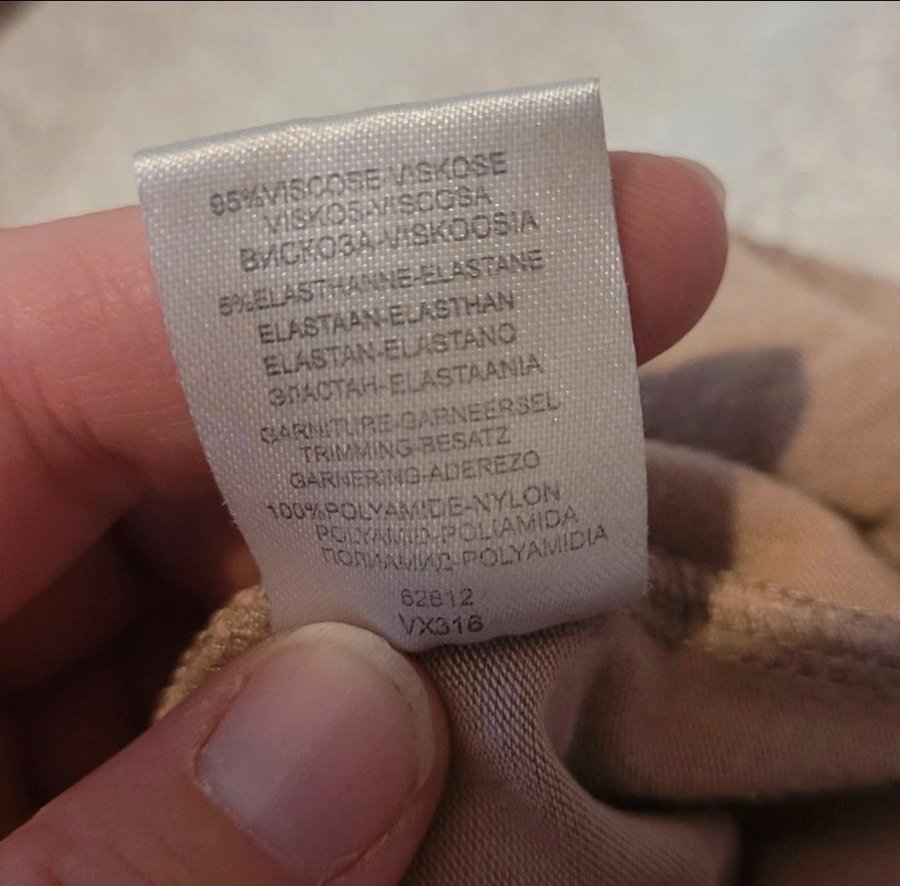 95%VISCOSE-VISKOSE
VISKOS-VISCOSA
ВИСКОЗА-VISKOOSIA
5%ELASTHANNE-ELASTANE
ELASTAAN-ELASTHAN
ELASTAN-ELASTANO
ЭЛАСТАН-ELASTAANIA
GARNITURE-GARNEERSEL
TRIMMING-BESATZ
GARNERING-ADEREZO
100%POLYAMIDE-NYLON
POLYAMID-POLIAMIDA
ПОЛИАМИД-POLYAMIDIA
62812
VX316